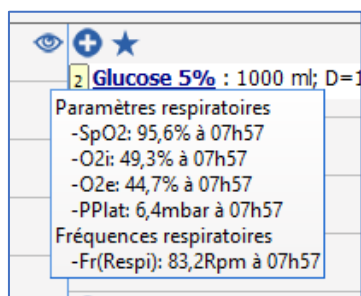 2 Glucose 5% : 1000 ml; D=1
Paramètres respiratoires
-SpO2: 95,6% à 07h57
-O2i: 49,3% à 07h57
-O2e: 44,7% à 07h57
-PPlat: 6,4mbar à 07h57
Fréquences respiratoires
-Fr(Respi): 83,2Rpm à 07h57